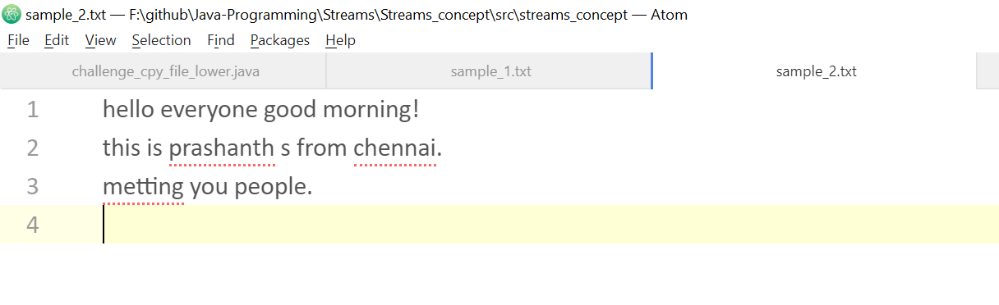 sample_2.txt — F:\github\Java-Programming\Streams\Streams_concept\src\streams_concept — Atom
File Edit View Selection Find Packages Help
challenge_cpy_file_lower.java sample_1.txt sample_2.txt
1 hello everyone good morning!
2 this is prashanth s from chennai.
3 metting you people.
4